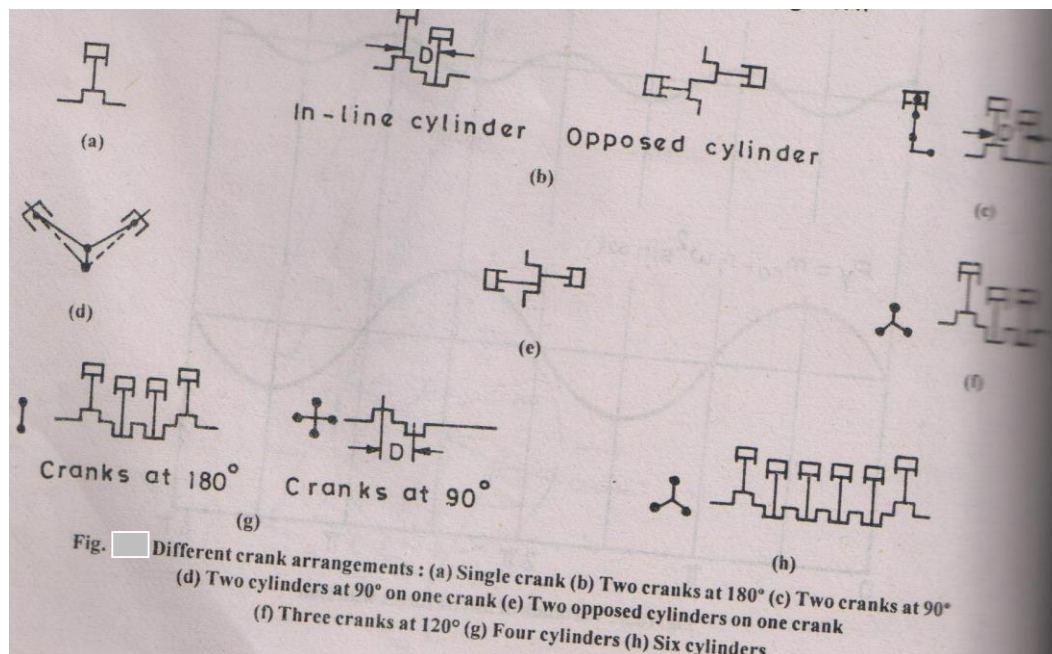 D
In-line cylinder
Opposed cylinder
(a)
(b)
D
(c)
(d)
(e)
(f)
D
Cranks at 180°
Cranks at 90°
(g)
(h)
Fig. Different crank arrangements : (a) Single crank (b) Two cranks at 180° (c) Two cranks at 90°
(d) Two cylinders at 90° on one crank (e) Two opposed cylinders on one crank
(f) Three cranks at 120° (g) Four cylinders (h) Six cylinders